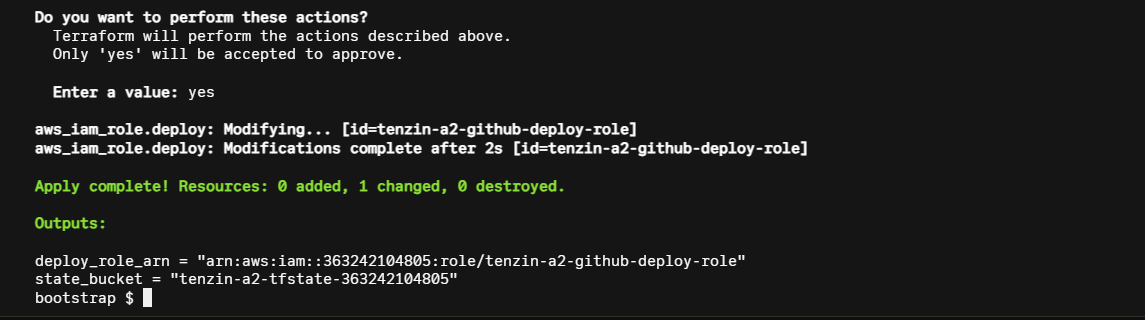 Do you want to perform these actions?
Terraform will perform the actions described above.
Only 'yes' will be accepted to approve.
Enter a value: yes
aws_iam_role.deploy: Modifying... [id=tenzin-a2-github-deploy-role]
aws_iam_role.deploy: Modifications complete after 2s [id=tenzin-a2-github-deploy-role]
Apply complete! Resources: 0 added, 1 changed, 0 destroyed.
Outputs:
deploy_role_arn = "arn:aws:iam::363242104805:role/tenzin-a2-github-deploy-role"
state_bucket = "tenzin-a2-tfstate-363242104805"
bootstrap $